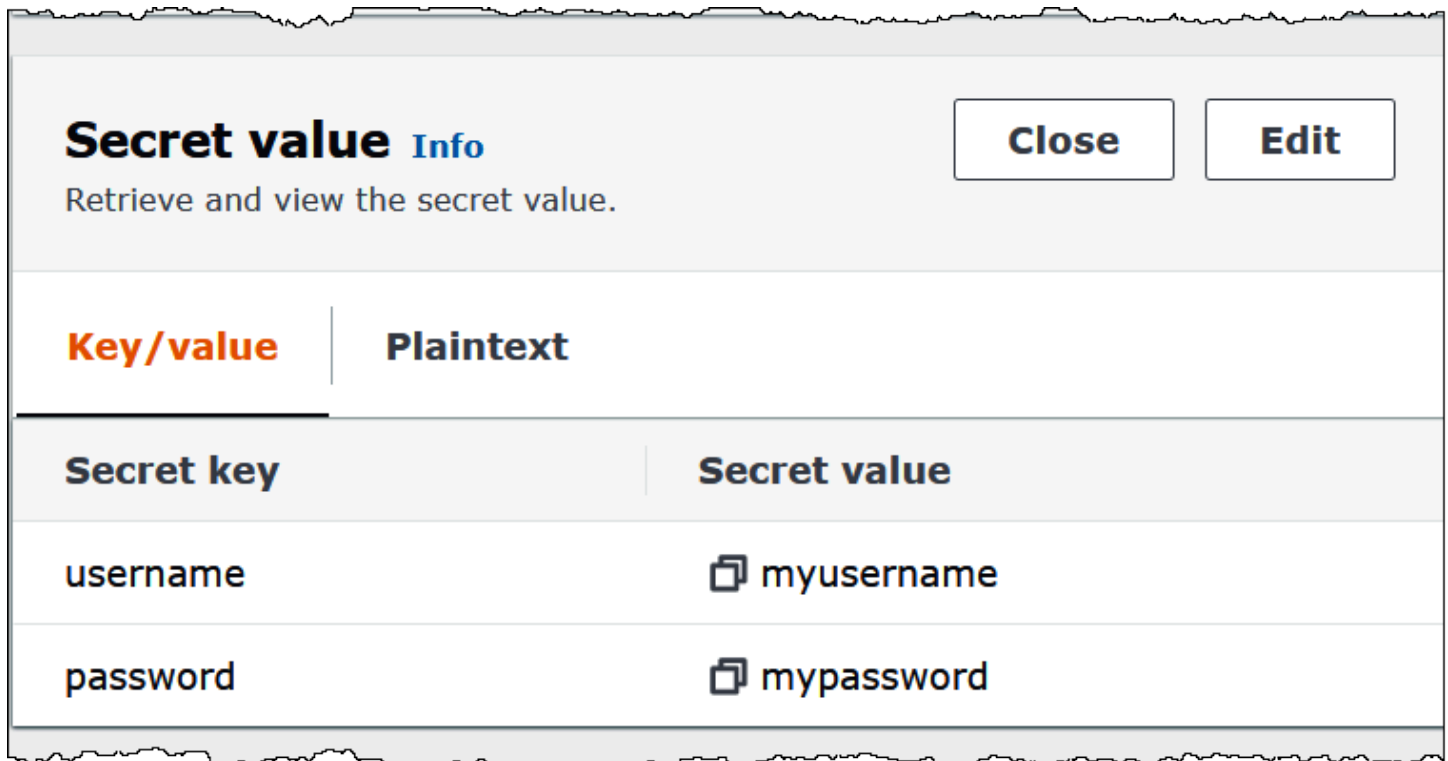 Secret value Info
Close
Edit
Retrieve and view the secret value.
Key/value
Plaintext
Secret key
Secret value
username
myusername
password
mypassword